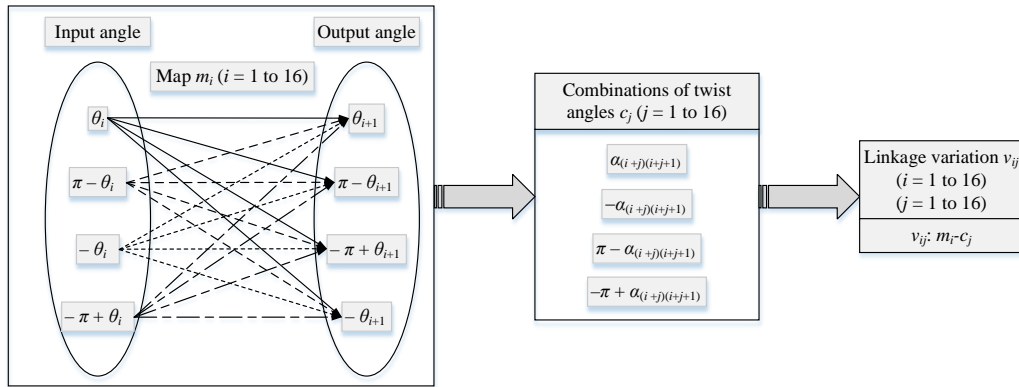 Input angle
Output angle
Map mᵢ (i = 1 to 16)
θᵢ
θᵢ₊₁
π − θᵢ
π − θᵢ₊₁
− θᵢ
− π + θᵢ₊₁
− π + θᵢ
− θᵢ₊₁
Combinations of twist
angles cⱼ (j = 1 to 16)
α₍ᵢ ₊ⱼ₎₍ᵢ₊ⱼ₊₁₎
−α₍ᵢ₊ⱼ₎₍ᵢ₊ⱼ₊₁₎
π − α₍ᵢ₊ⱼ₎₍ᵢ₊ⱼ₊₁₎
−π + α₍ᵢ₊ⱼ₎₍ᵢ₊ⱼ₊₁₎
Linkage variation vᵢⱼ
(i = 1 to 16)
(j = 1 to 16)
vᵢⱼ: mᵢ-cⱼ